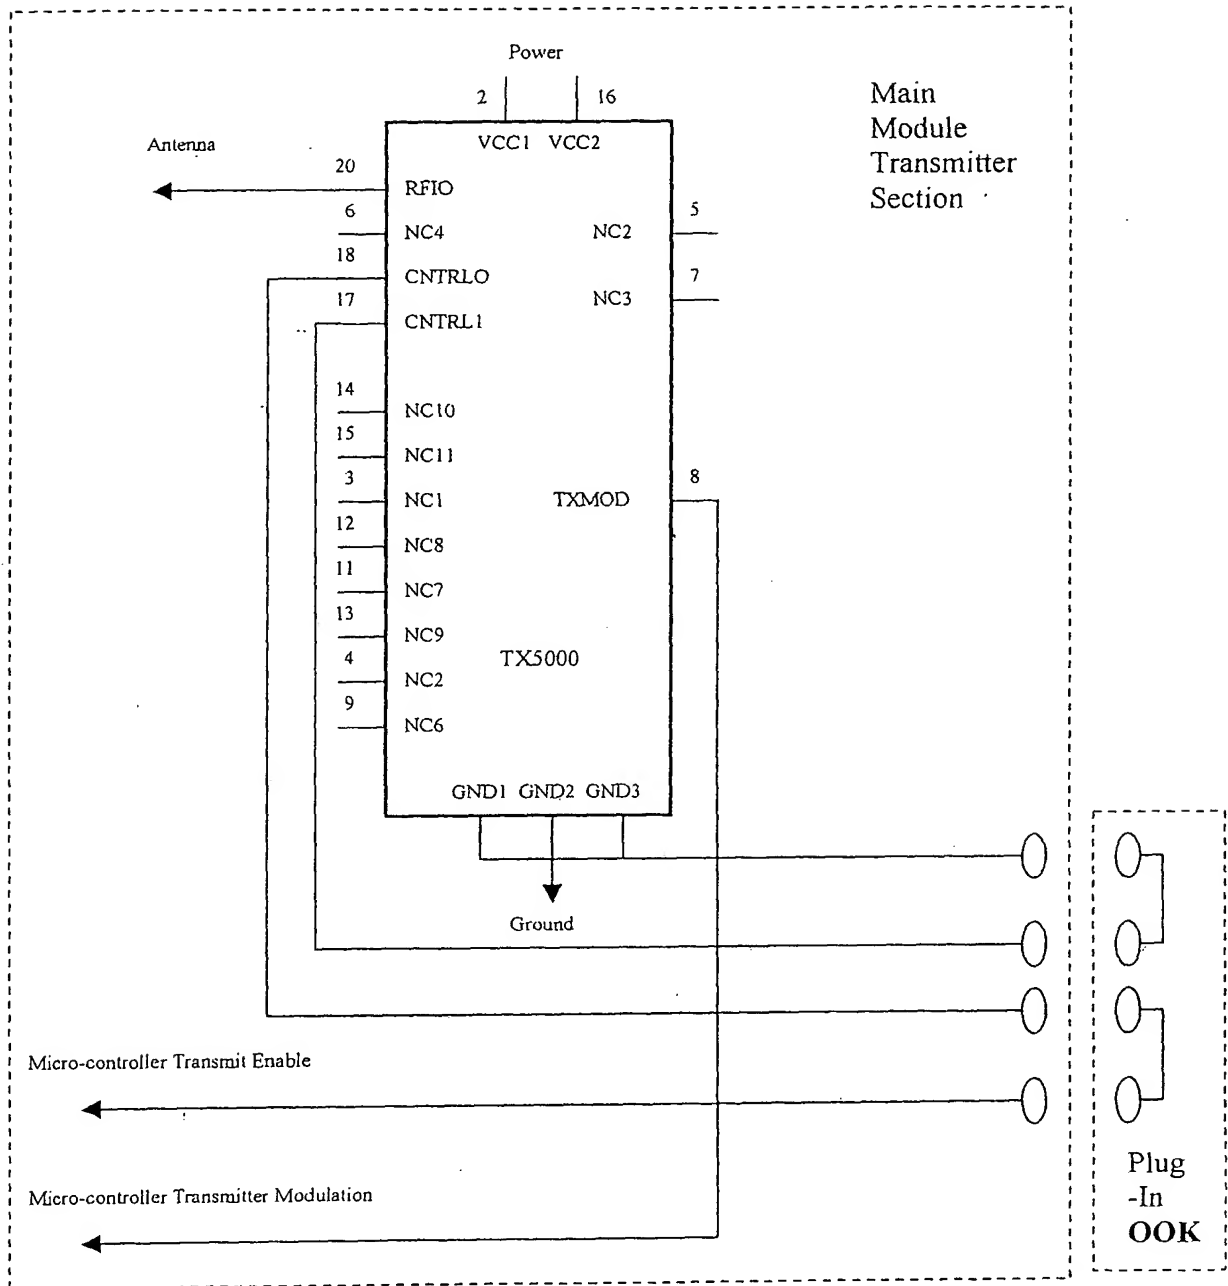 Power
2
16
Main
Module
Transmitter
Section
VCC1 VCC2
Antenna
20
RFIO
6
NC4
NC2
5
18
CNTRLO
17
CNTRL1
NC3
7
14
NC10
15
NC11
3
NC1
TXMOD
8
12
NC8
11
NC7
13
NC9
4
NC2
TX5000
9
NC6
GND1 GND2 GND3
Ground
Micro-controller Transmit Enable
Micro-controller Transmitter Modulation
Plug
-In
OOK